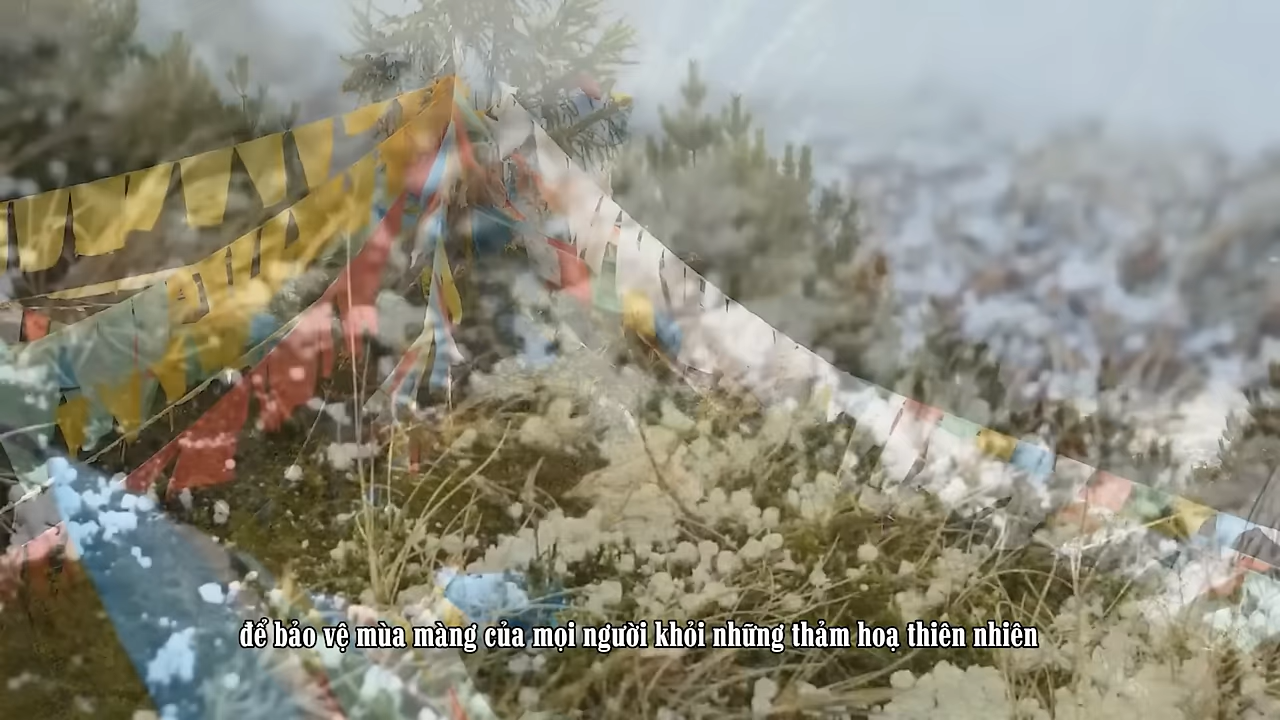 để bảo vệ mùa màng của mọi người khỏi những thảm hoạ thiên nhiên